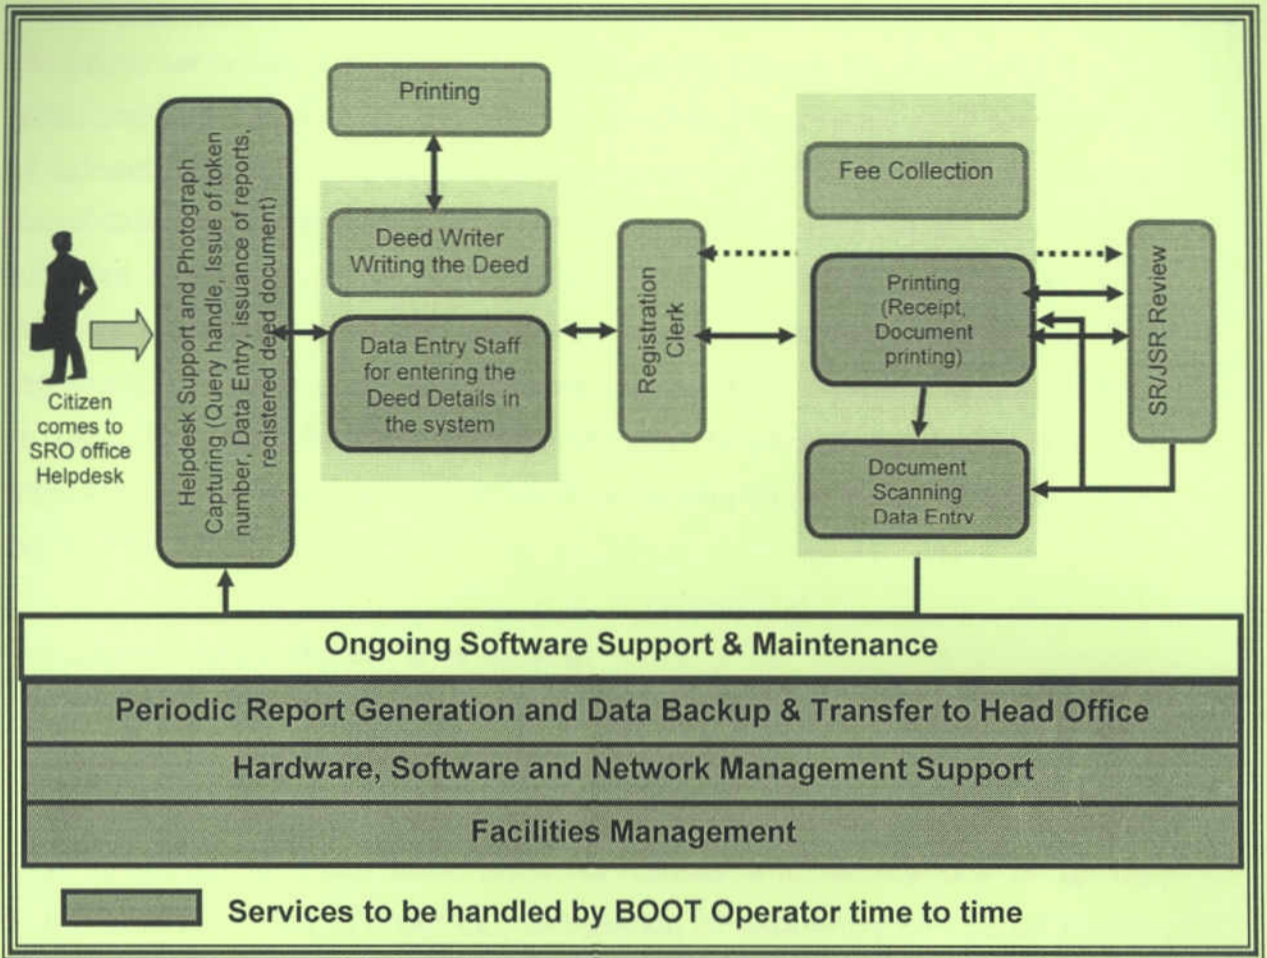 Printing
Helpdesk Support and Photograph
Capturing (Query handle, Issue of token
number, Data Entry, issuance of reports,
registered deed document)
Deed Writer
Writing the Deed
Data Entry Staff
for entering the
Deed Details in
the system
Citizen
comes to
SRO office
Helpdesk
Registration
Clerk
Fee Collection
Printing
(Receipt,
Document
printing)
Document
Scanning
Data Entry
SR/JSR Review
Ongoing Software Support & Maintenance
Periodic Report Generation and Data Backup & Transfer to Head Office
Hardware, Software and Network Management Support
Facilities Management
Services to be handled by BOOT Operator time to time